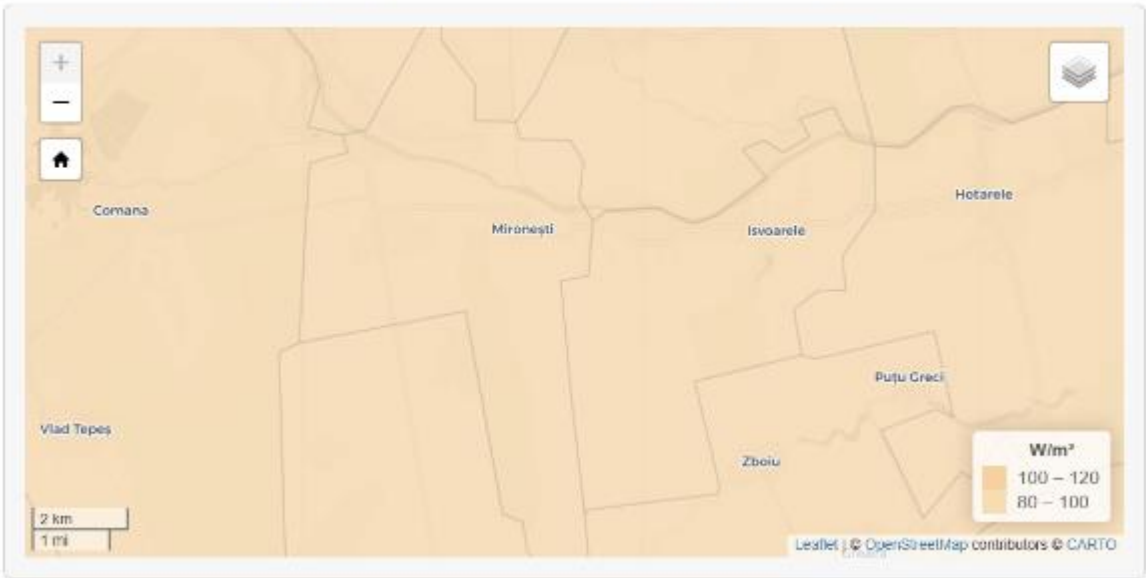 +
−
Comana
Mironești
Isvoarele
Hotarele
Puțu Greci
Vlad Țepeș
Zboiu
W/m²
100 – 120
80 – 100
2 km
1 mi
Leaflet | © OpenStreetMap contributors © CARTO